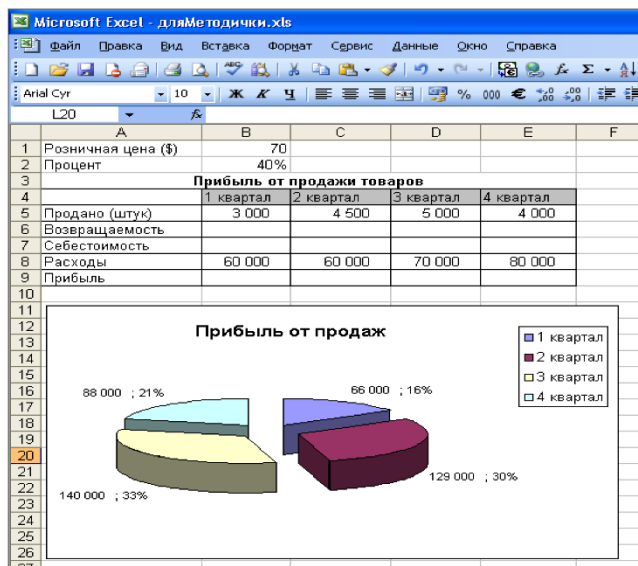 Microsoft Excel - дляМетодички.xls
Файл Правка Вид Вставка Формат Сервис Данные Окно Справка
Arial Cyr 10 Ж К Ч % 000 €
L20 fx
A B C D E F
1 Розничная цена ($) 70
2 Процент 40%
3 Прибыль от продажи товаров
4 1 квартал 2 квартал 3 квартал 4 квартал
5 Продано (штук) 3 000 4 500 5 000 4 000
6 Возвращаемость
7 Себестоимость
8 Расходы 60 000 60 000 70 000 80 000
9 Прибыль
10
11
12
13
14
15
16
17
18
19
20
21
22
23
24
25
26
Прибыль от продаж
1 квартал
2 квартал
3 квартал
4 квартал
88 000 ; 21%
66 000 ; 16%
129 000 ; 30%
140 000 ; 33%